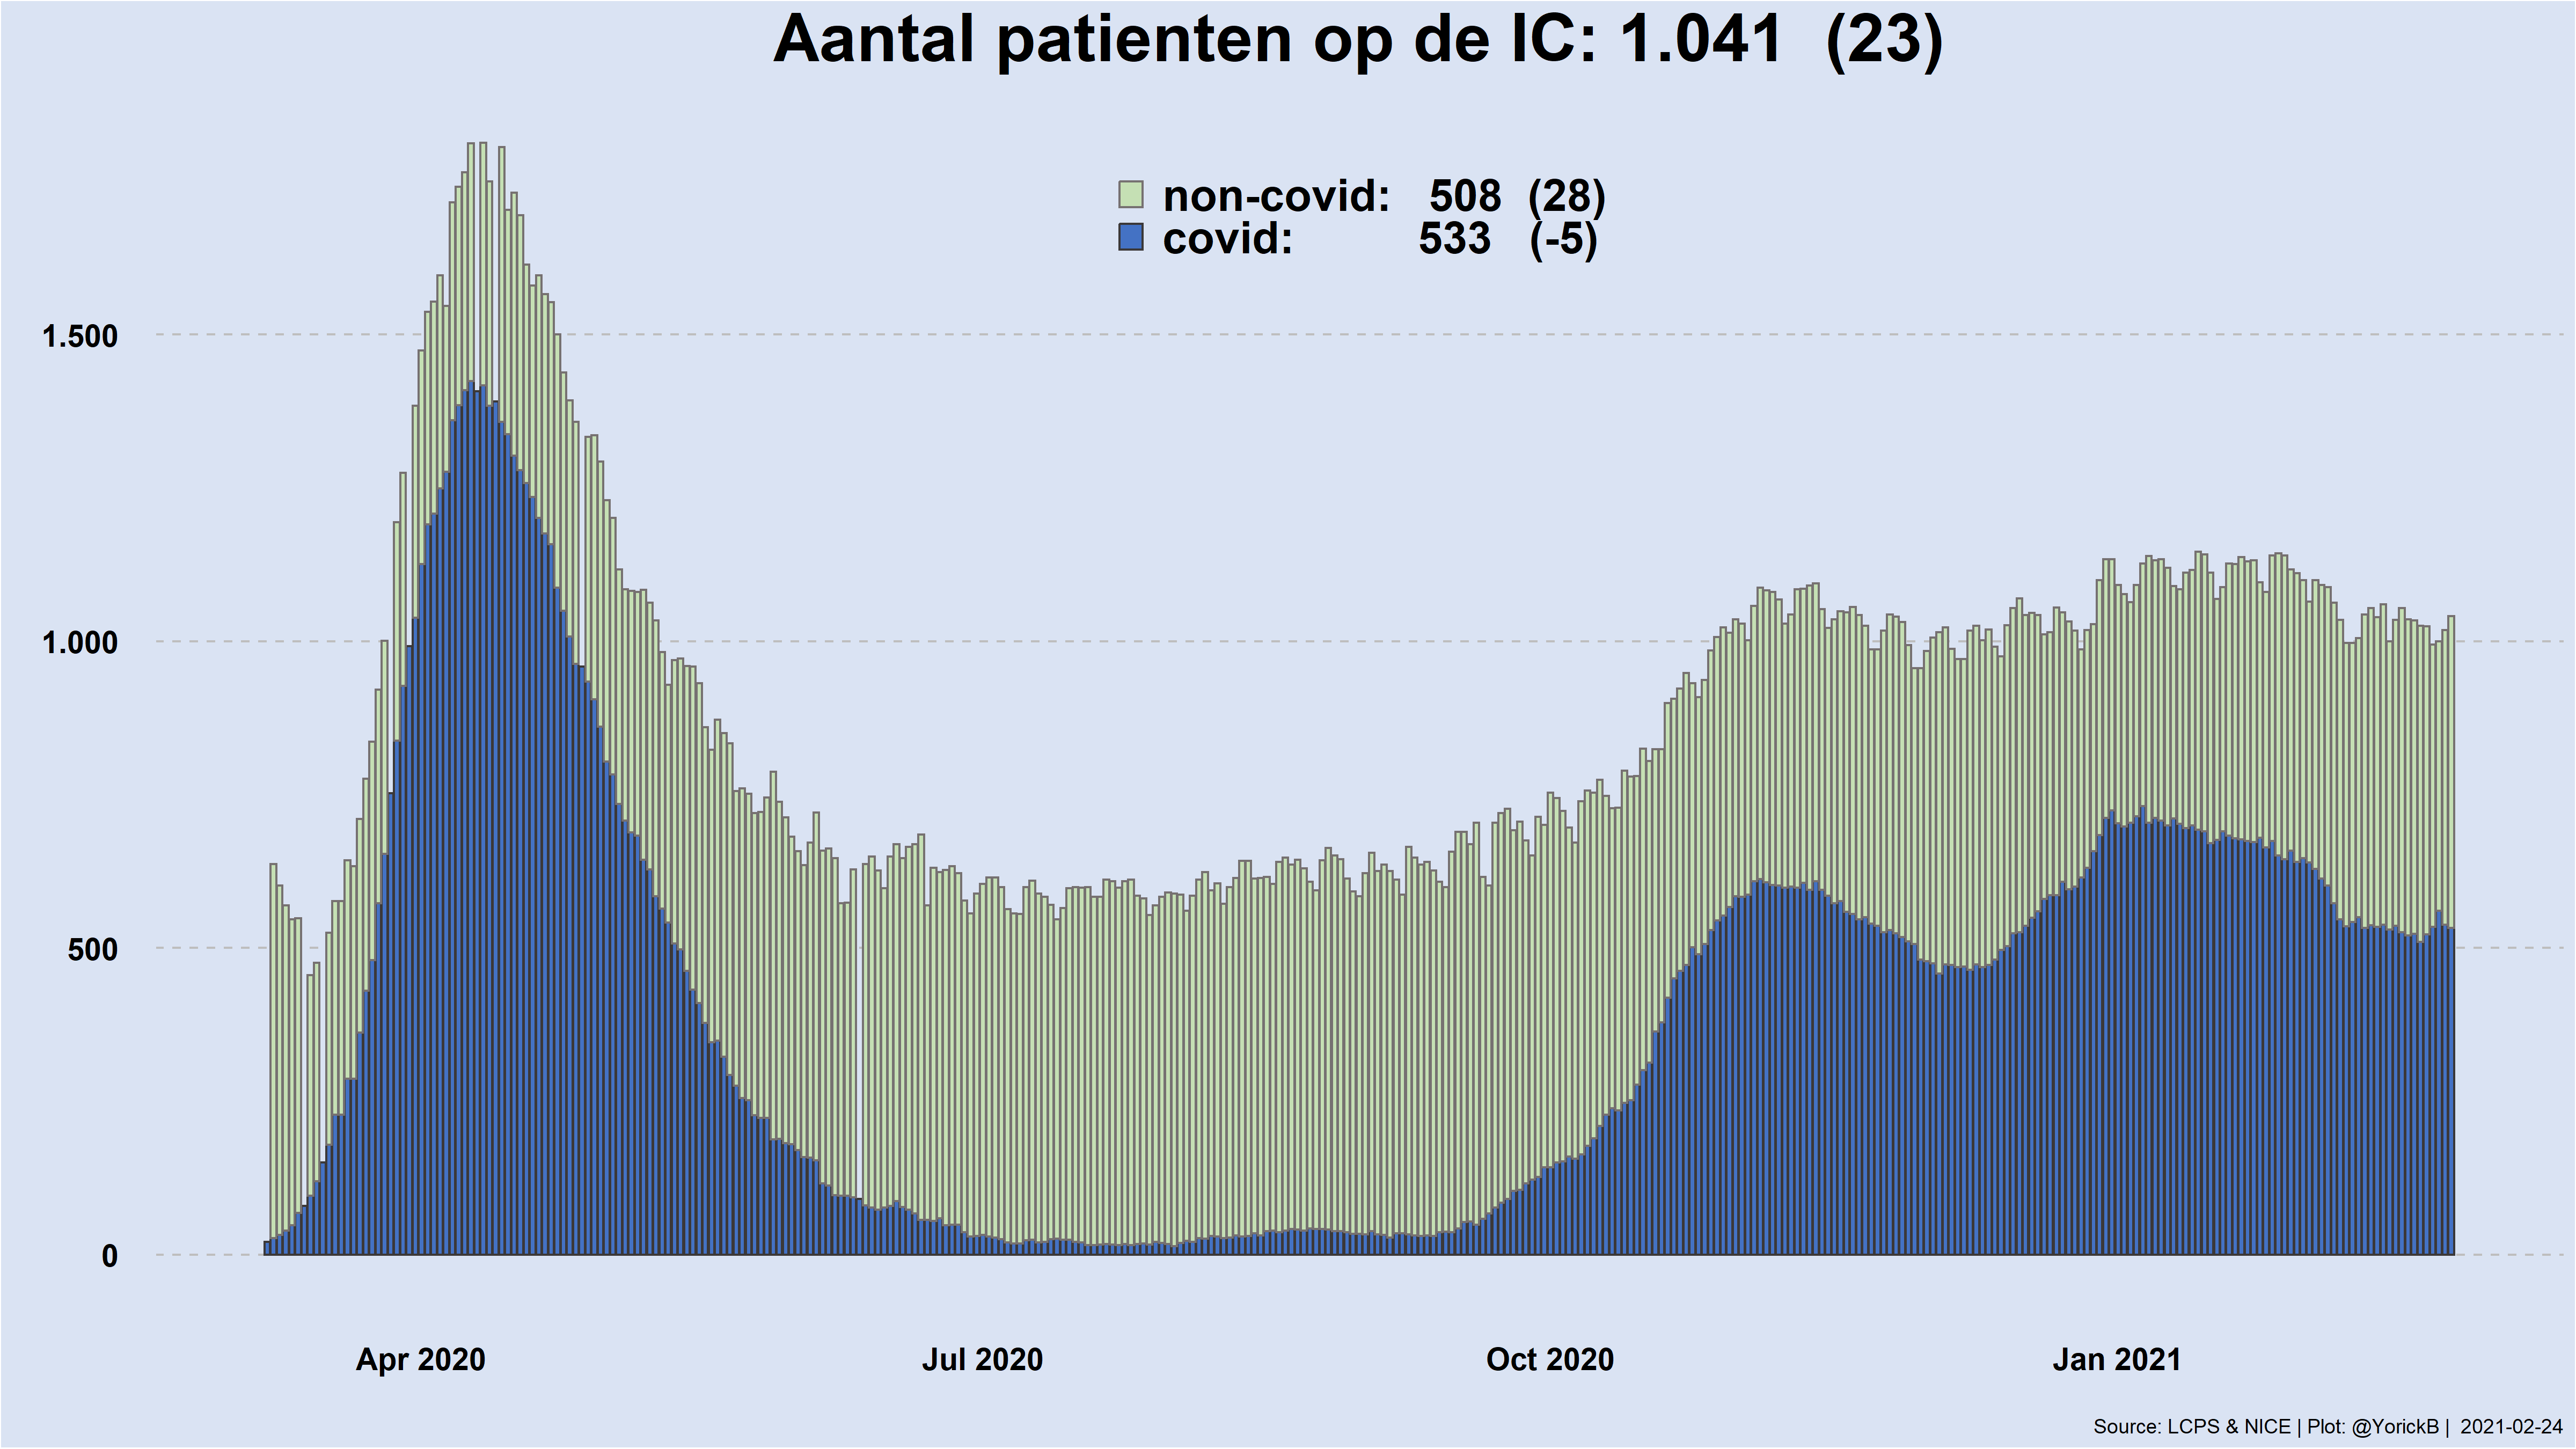 Aantal patienten op de IC: 1.041 (23)
non-covid: 508 (28)
covid: 533 (-5)
1.500
1.000
500
0
Apr 2020 Jul 2020 Oct 2020 Jan 2021
Source: LCPS & NICE | Plot: @YorickB | 2021-02-24